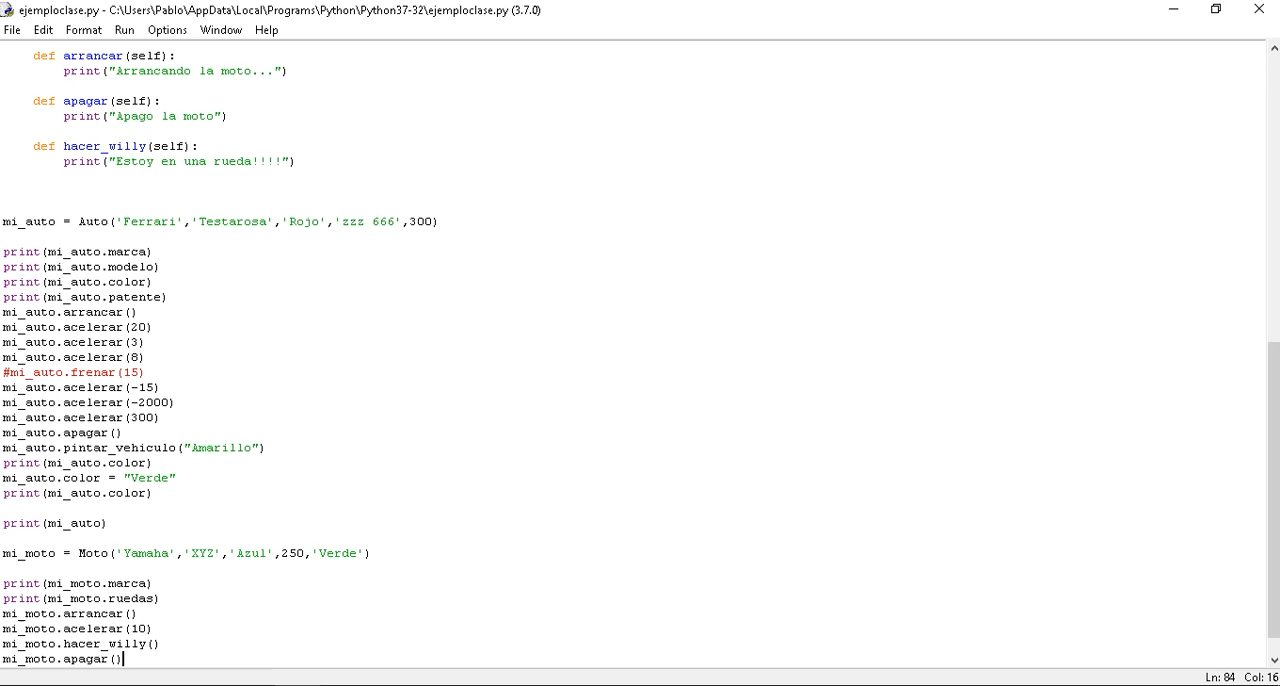 ejemploclase.py - C:\Users\Pablo\AppData\Local\Programs\Python\Python37-32\ejemploclase.py (3.7.0)
File Edit Format Run Options Window Help
    def arrancar(self):
        print("Arrancando la moto...")
    def apagar(self):
        print("Apago la moto")
    def hacer_willy(self):
        print("Estoy en una rueda!!!!")
mi_auto = Auto('Ferrari','Testarosa','Rojo','zzz 666',300)
print(mi_auto.marca)
print(mi_auto.modelo)
print(mi_auto.color)
print(mi_auto.patente)
mi_auto.arrancar()
mi_auto.acelerar(20)
mi_auto.acelerar(3)
mi_auto.acelerar(8)
#mi_auto.frenar(15)
mi_auto.acelerar(-15)
mi_auto.acelerar(-2000)
mi_auto.acelerar(300)
mi_auto.apagar()
mi_auto.pintar_vehiculo("Amarillo")
print(mi_auto.color)
mi_auto.color = "Verde"
print(mi_auto.color)
print(mi_auto)
mi_moto = Moto('Yamaha','XYZ','Azul',250,'Verde')
print(mi_moto.marca)
print(mi_moto.ruedas)
mi_moto.arrancar()
mi_moto.acelerar(10)
mi_moto.hacer_willy()
mi_moto.apagar()
Ln: 84 Col: 16